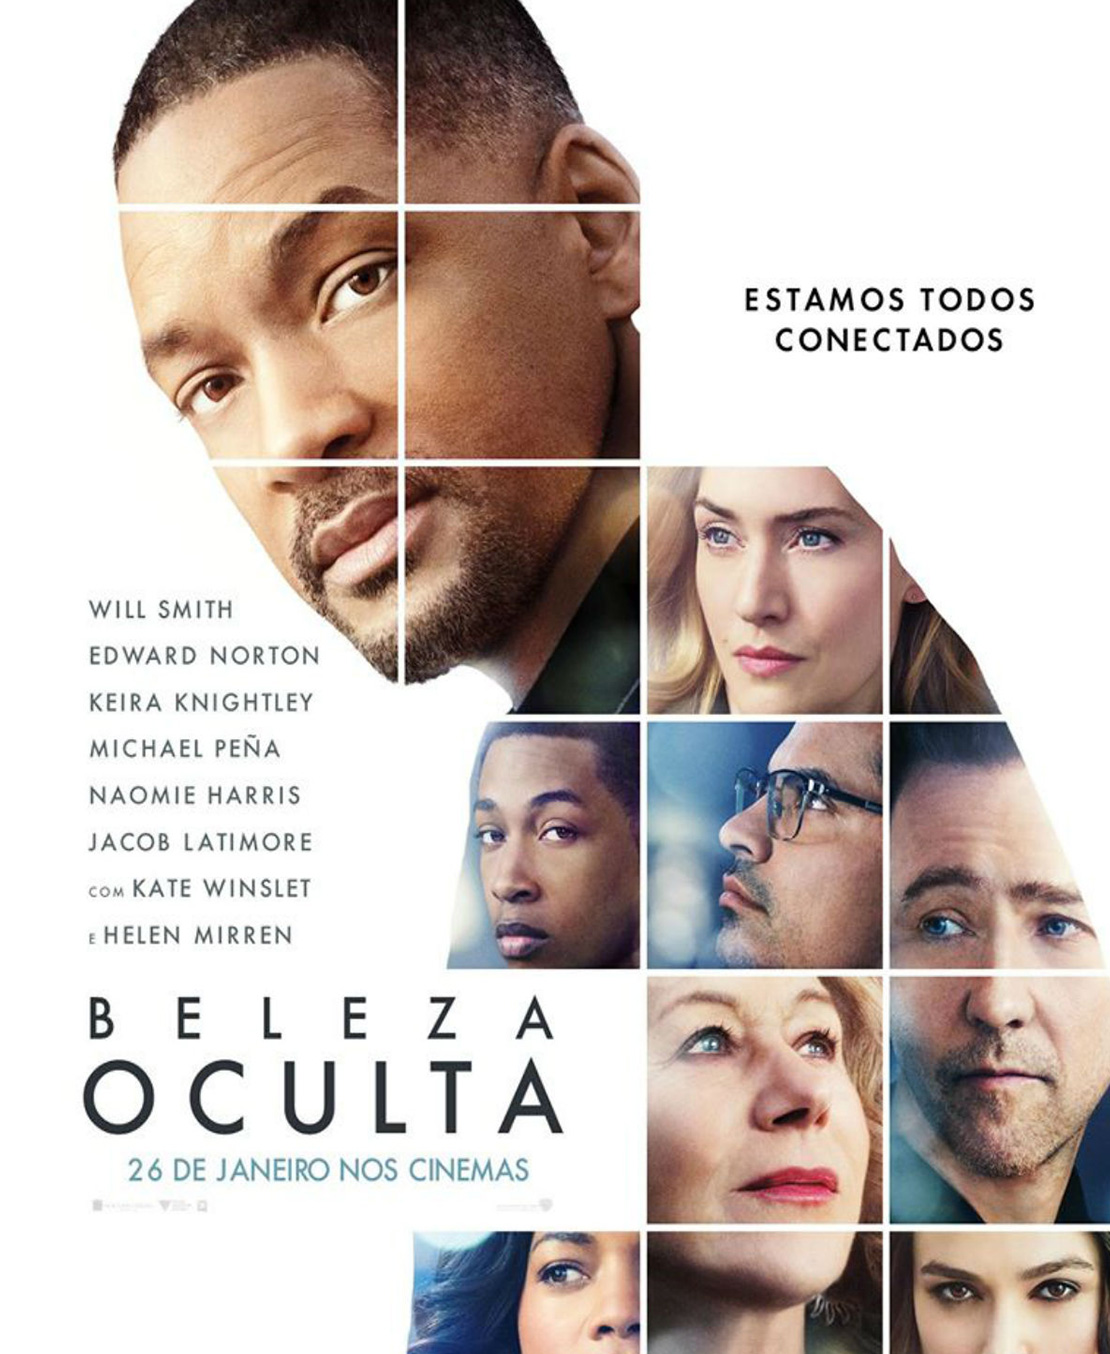 ESTAMOS TODOS
CONECTADOS
WILL SMITH
EDWARD NORTON
KEIRA KNIGHTLEY
MICHAEL PEÑA
NAOMIE HARRIS
JACOB LATIMORE
COM KATE WINSLET
E HELEN MIRREN
BELEZA
OCULTA
26 DE JANEIRO NOS CINEMAS